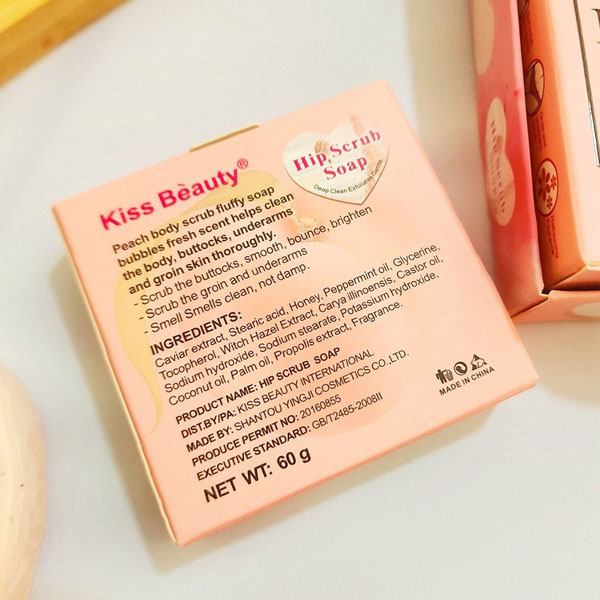 Kiss Beauty®
Hip Scrub
Soap
Deep Clean Exfoliating
Peach body scrub fluffy soap
bubbles fresh scent helps clean
the body, buttocks, underarms
and groin skin thoroughly.
- Scrub the buttocks, smooth, bounce, brighten
- Scrub the groin and underarms
- Smell Smells clean, not damp.
INGREDIENTS:
Caviar extract, Stearic acid, Honey, Peppermint oil, Glycerine,
Tocopherol, Witch Hazel Extract, Carya illinoensis, Castor oil,
Sodium hydroxide, Sodium stearate, Potassium hydroxide,
Coconut oil, Palm oil, Propolis extract, Fragrance.
PRODUCT NAME: HIP SCRUB SOAP
DIST.BY/PA: KISS BEAUTY INTERNATIONAL
MADE BY: SHANTOU YINGJI COSMETICS CO.,LTD.
PRODUCE PERMIT NO: 20160855
EXECUTIVE STANDARD: GB/T2485-2008II
NET WT: 60 g
MADE IN CHINA